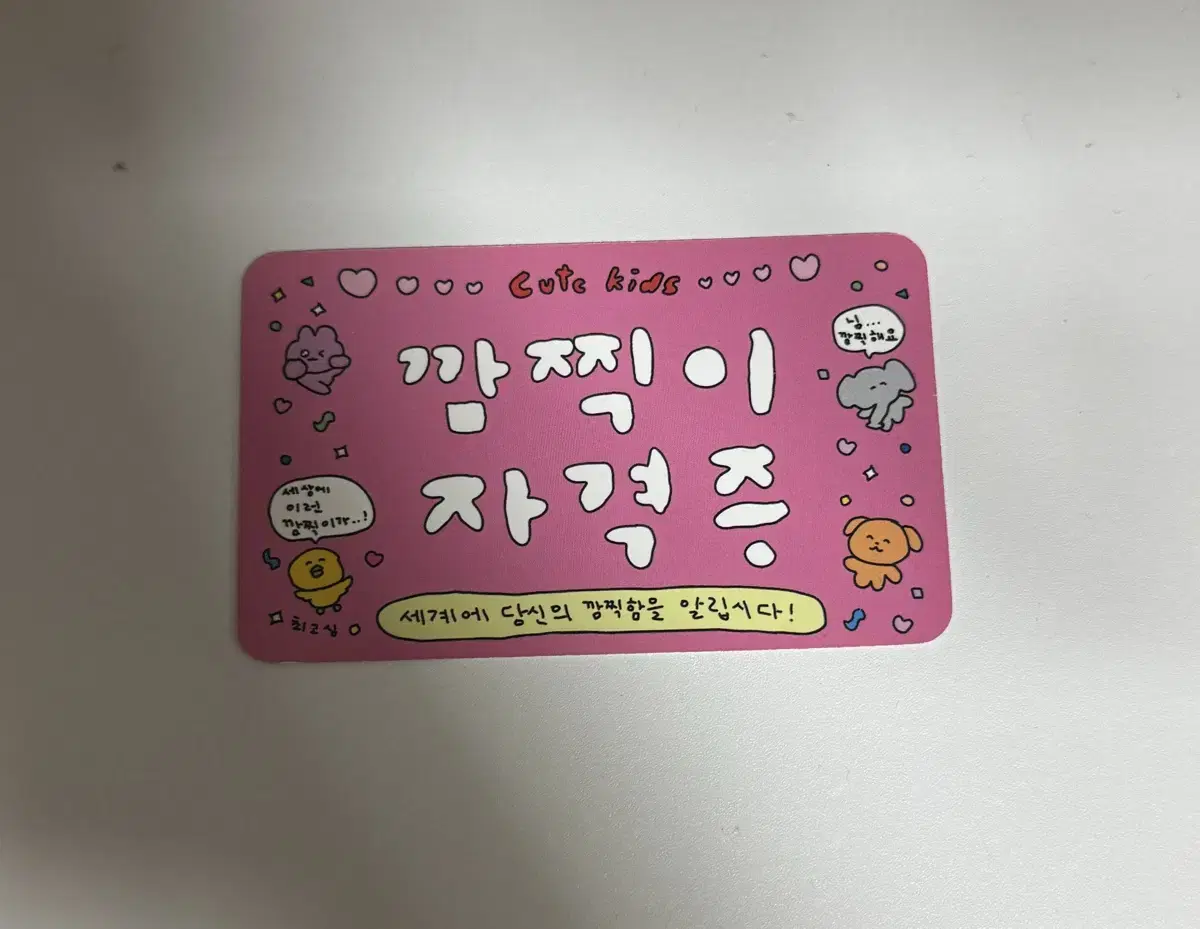 Cute kids
깜찍이
자격증
님...
깜찍해요
세상에
이런
깜찍이가..!
세계에 당신의 깜찍함을 알립시다!
최고심